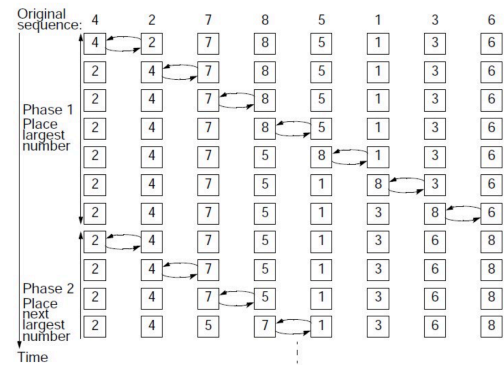 Original
sequence: 4 2 7 8 5 1 3 6
4 2 7 8 5 1 3 6
2 4 7 8 5 1 3 6
2 4 7 8 5 1 3 6
Phase 1
Place
largest
number
2 4 7 8 5 1 3 6
2 4 7 5 8 1 3 6
2 4 7 5 1 8 3 6
2 4 7 5 1 3 8 6
2 4 7 5 1 3 6 8
2 4 7 5 1 3 6 8
Phase 2
Place
next
largest
number
2 4 7 5 1 3 6 8
2 4 5 7 1 3 6 8
Time